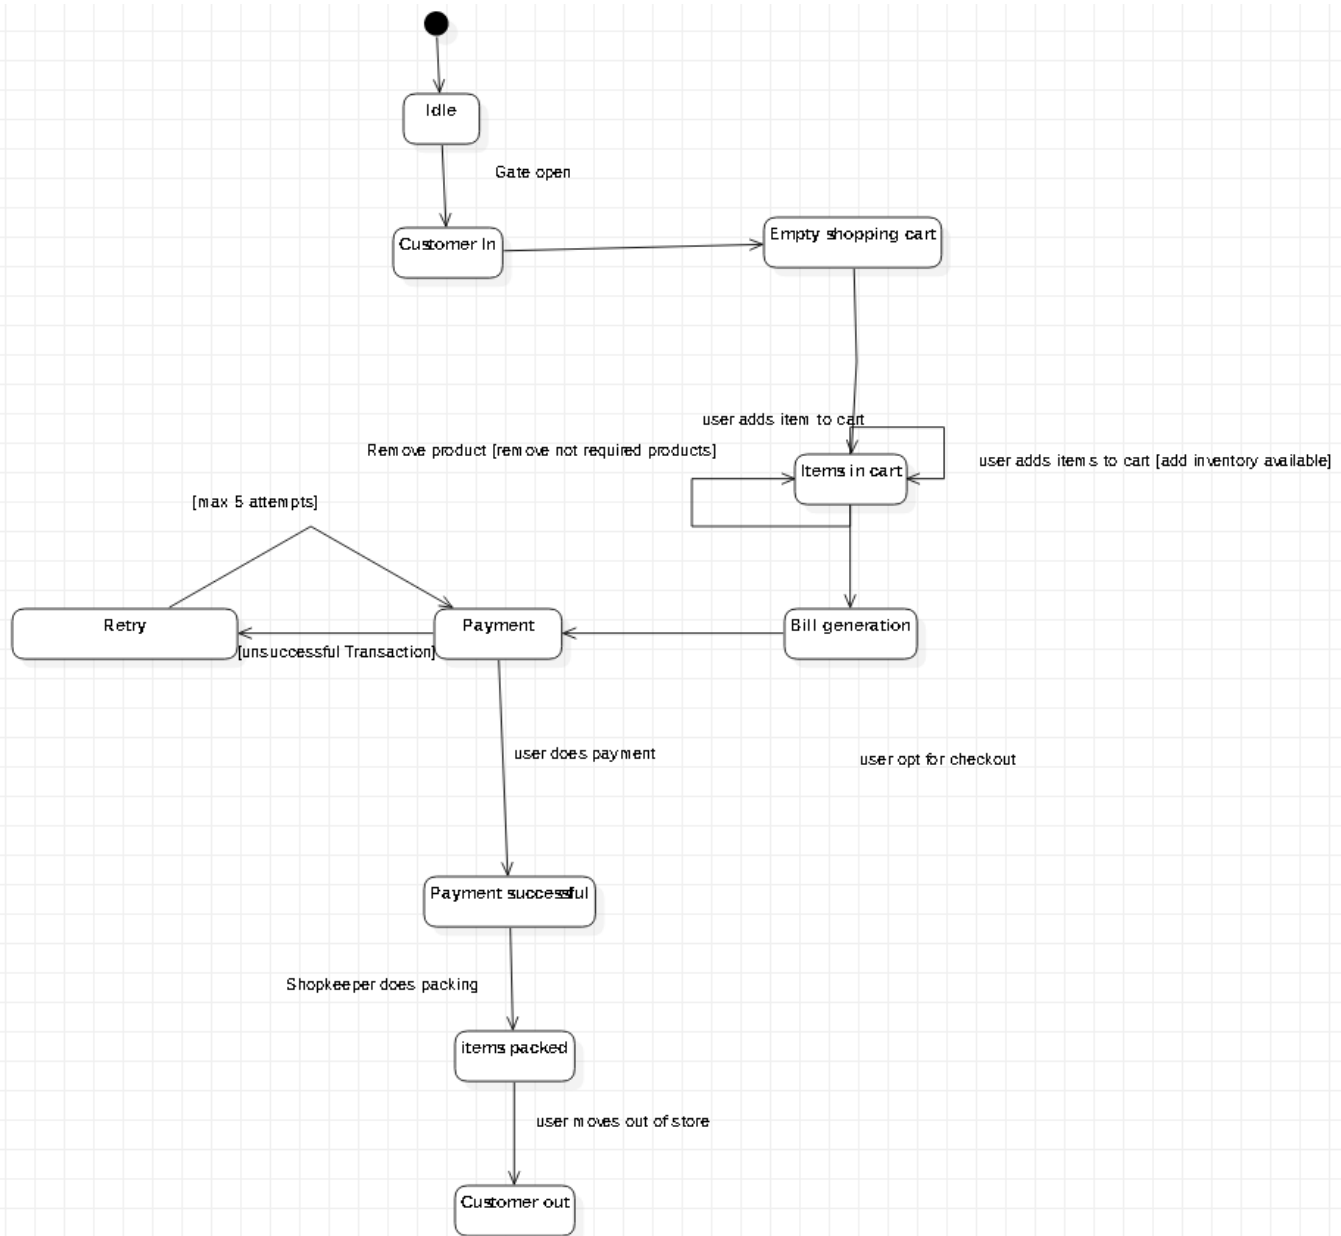 Idle
Gate open
Customer In
Empty shopping cart
user adds item to cart
Remove product [remove not required products]
user adds items to cart [add inventory available]
Items in cart
[max 5 attempts]
Retry
Payment
Bill generation
[unsuccessful Transaction]
user does payment
user opt for checkout
Payment successful
Shopkeeper does packing
items packed
user moves out of store
Customer out